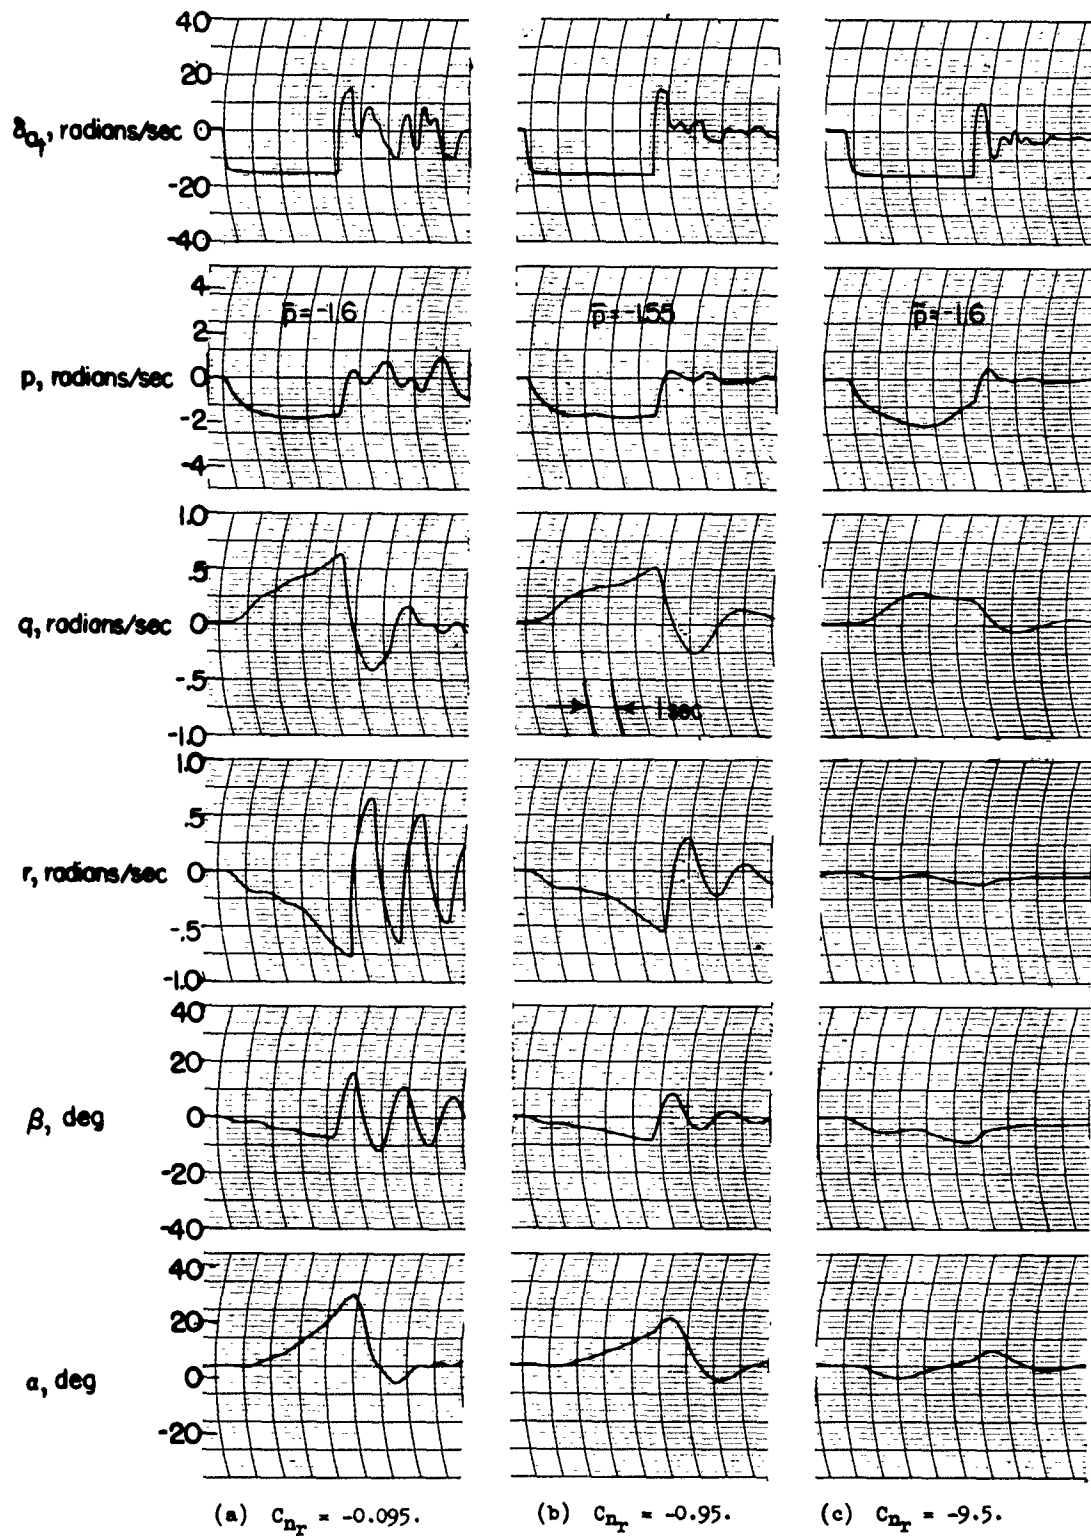 40
20
δaₜ, radians/sec 0
-20
-40
4
p̄ = -1.6 p̄ = -1.55 p̄ = -1.6
2
p, radians/sec 0
-2
-4
1.0
.5
q, radians/sec 0
-.5
1 sec
-1.0
1.0
.5
r, radians/sec 0
-.5
-1.0
40
20
β, deg 0
-20
-40
40
20
α, deg 0
-20
(a) Cnᵣ = -0.095. (b) Cnᵣ = -0.95. (c) Cnᵣ = -9.5.